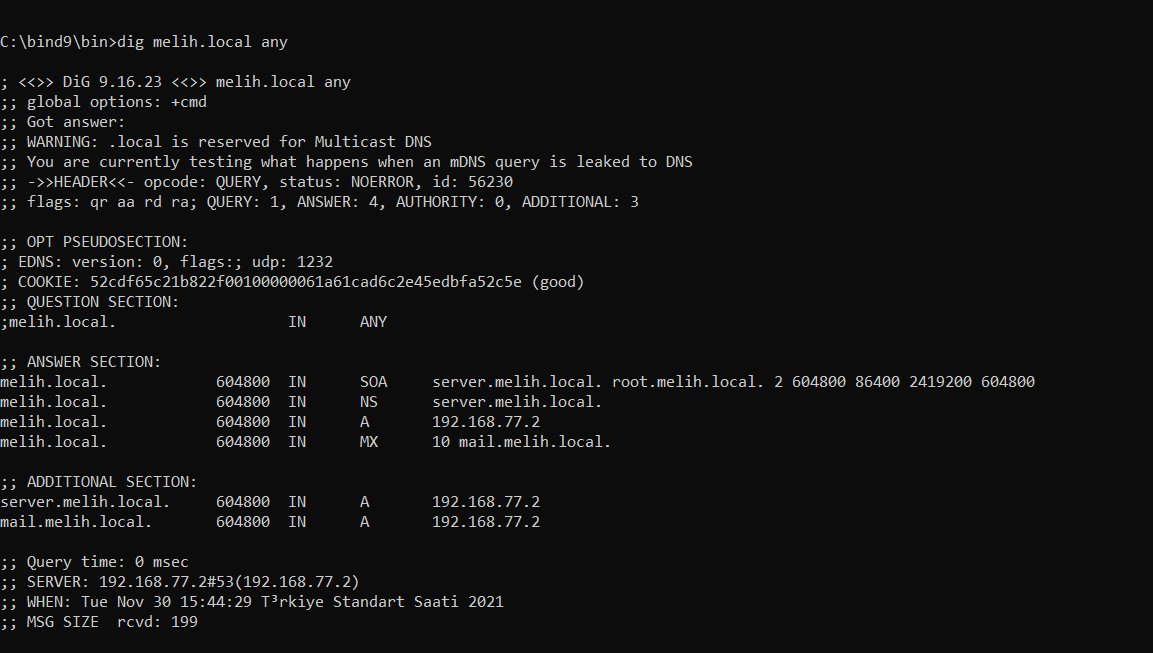 C:\bind9\bin>dig melih.local any
; <<>> DiG 9.16.23 <<>> melih.local any
;; global options: +cmd
;; Got answer:
;; WARNING: .local is reserved for Multicast DNS
;; You are currently testing what happens when an mDNS query is leaked to DNS
;; ->>HEADER<<- opcode: QUERY, status: NOERROR, id: 56230
;; flags: qr aa rd ra; QUERY: 1, ANSWER: 4, AUTHORITY: 0, ADDITIONAL: 3
;; OPT PSEUDOSECTION:
; EDNS: version: 0, flags:; udp: 1232
; COOKIE: 52cdf65c21b822f00100000061a61cad6c2e45edbfa52c5e (good)
;; QUESTION SECTION:
;melih.local. IN ANY
;; ANSWER SECTION:
melih.local. 604800 IN SOA server.melih.local. root.melih.local. 2 604800 86400 2419200 604800
melih.local. 604800 IN NS server.melih.local.
melih.local. 604800 IN A 192.168.77.2
melih.local. 604800 IN MX 10 mail.melih.local.
;; ADDITIONAL SECTION:
server.melih.local. 604800 IN A 192.168.77.2
mail.melih.local. 604800 IN A 192.168.77.2
;; Query time: 0 msec
;; SERVER: 192.168.77.2#53(192.168.77.2)
;; WHEN: Tue Nov 30 15:44:29 T³rkiye Standart Saati 2021
;; MSG SIZE rcvd: 199